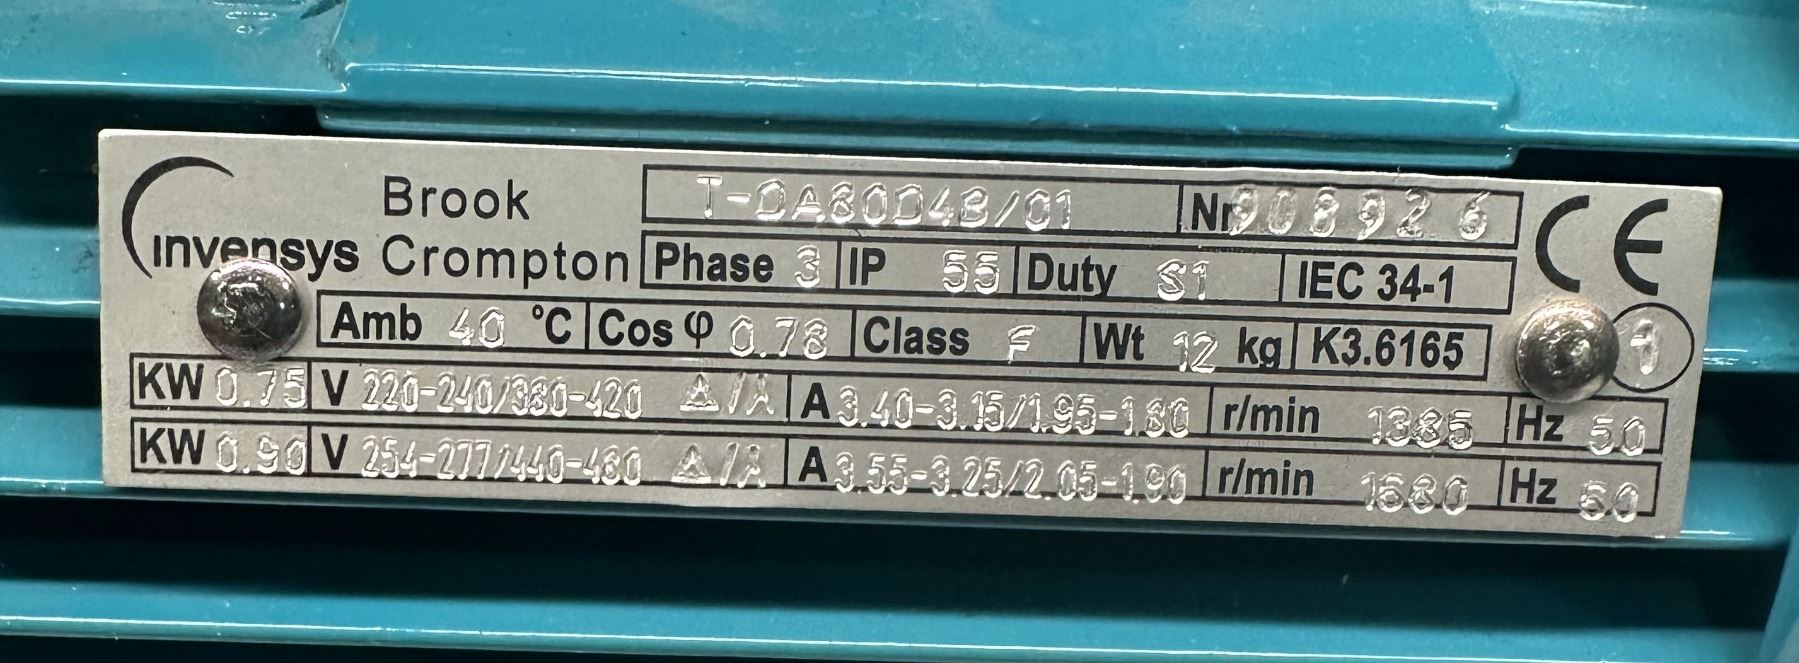 Brook T-DA80D4B/01 Nr 908926 CE
invensys Crompton Phase 3 IP 55 Duty S1 IEC 34-1
Amb 40 °C Cos φ 0.78 Class F Wt 12 kg K3.6165 1
KW 0.75 V 220-240/380-420 △/⅄ A 3.40-3.15/1.95-1.80 r/min 1385 Hz 50
KW 0.90 V 254-277/440-480 △/⅄ A 3.55-3.25/2.05-1.90 r/min 1680 Hz 60